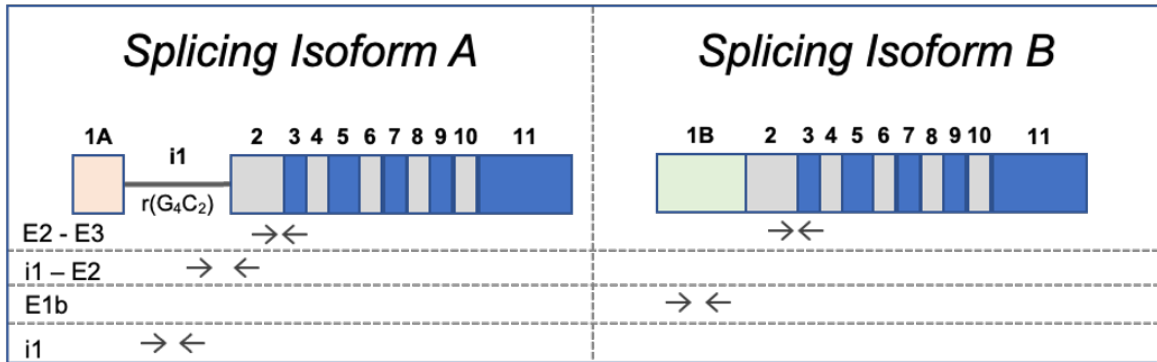 Splicing Isoform A
Splicing Isoform B
1A i1 2 3 4 5 6 7 8 9 10 11
r(G₄C₂)
1B 2 3 4 5 6 7 8 9 10 11
E2 - E3
i1 – E2
E1b
i1